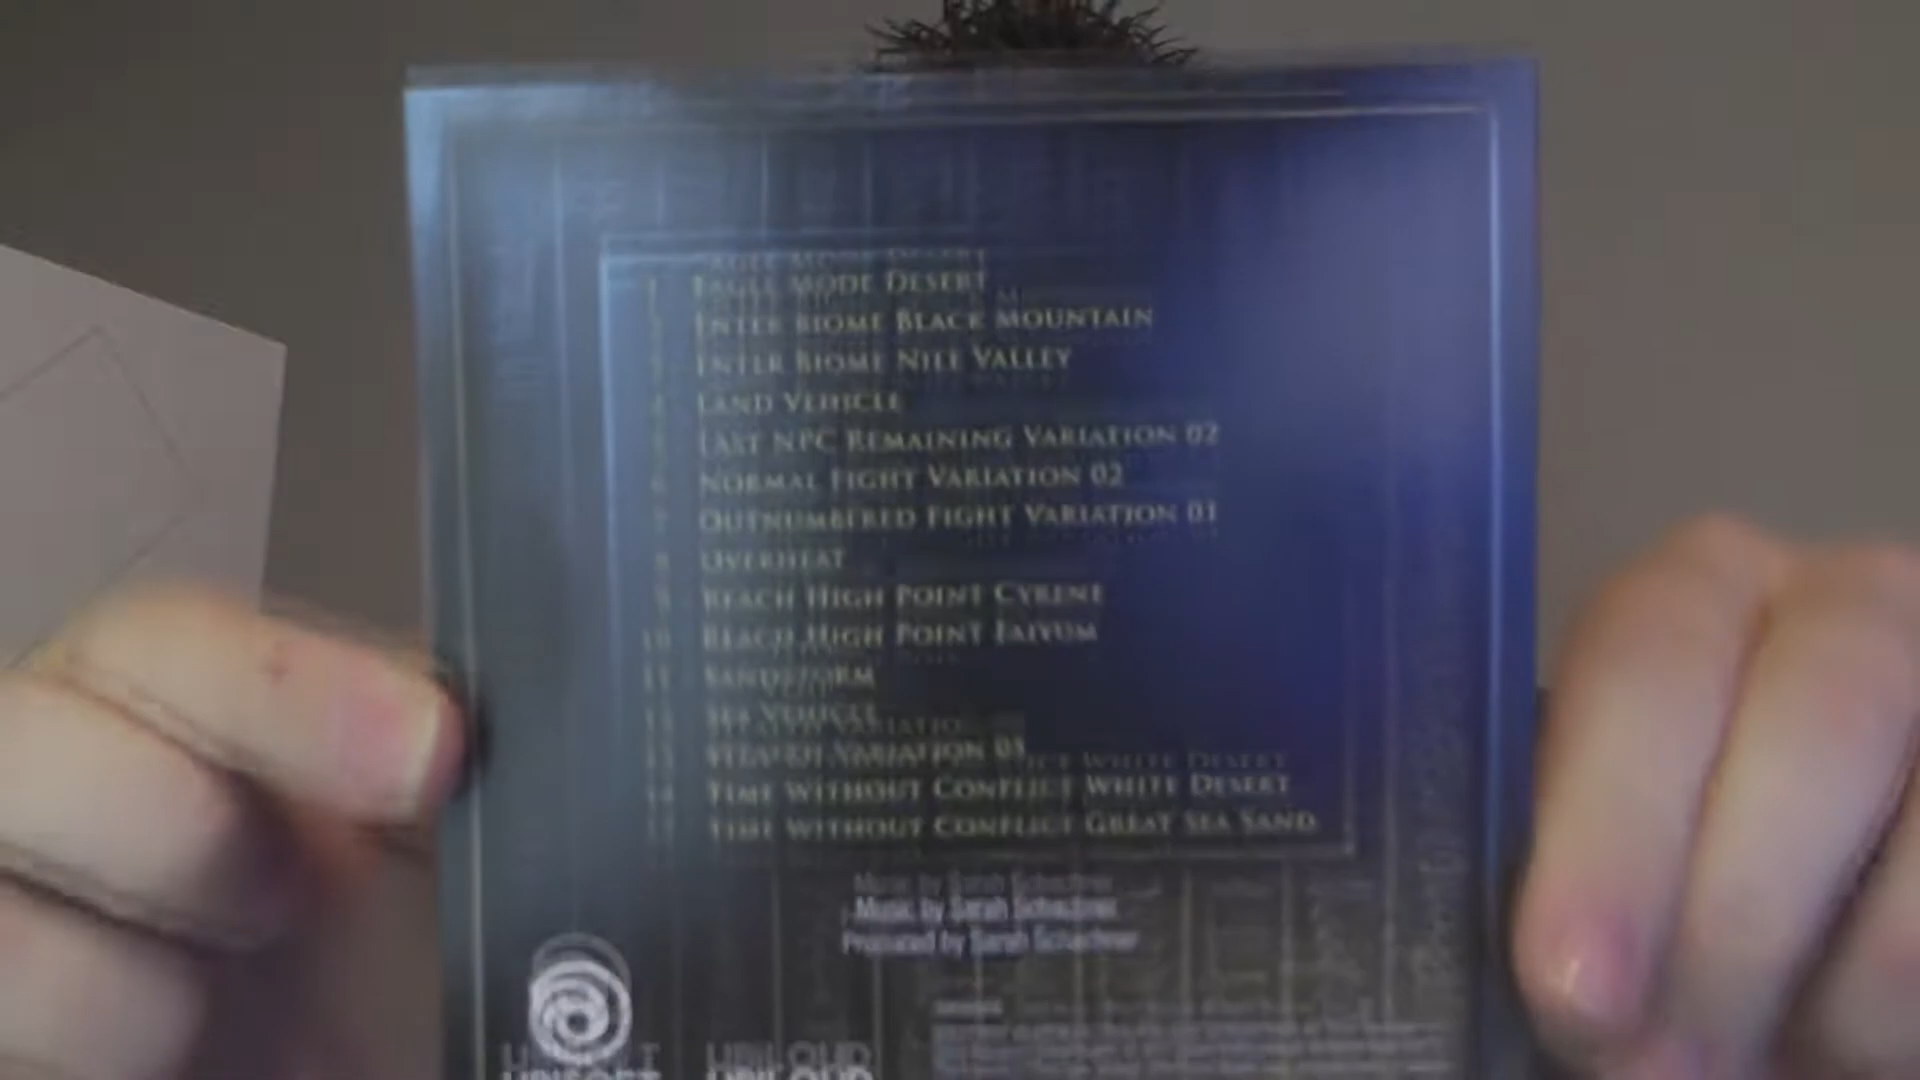 1 Eagle Mode Desert
2 Enter Biome Black Mountain
3 Enter Biome Nile Valley
4 Land Vehicle
5 Last NPC Remaining Variation 02
6 Normal Fight Variation 02
7 Outnumbered Fight Variation 01
8 Overheat
9 Reach High Point Cyrene
10 Reach High Point Faiyum
11 Sandstorm
12 Sea Vehicle
13 Stealth Variation 03
14 Time Without Conflict White Desert
15 Time Without Conflict Great Sea Sand
Music by Sarah Schachner
Produced by Sarah Schachner
UBISOFT
UBILOUD